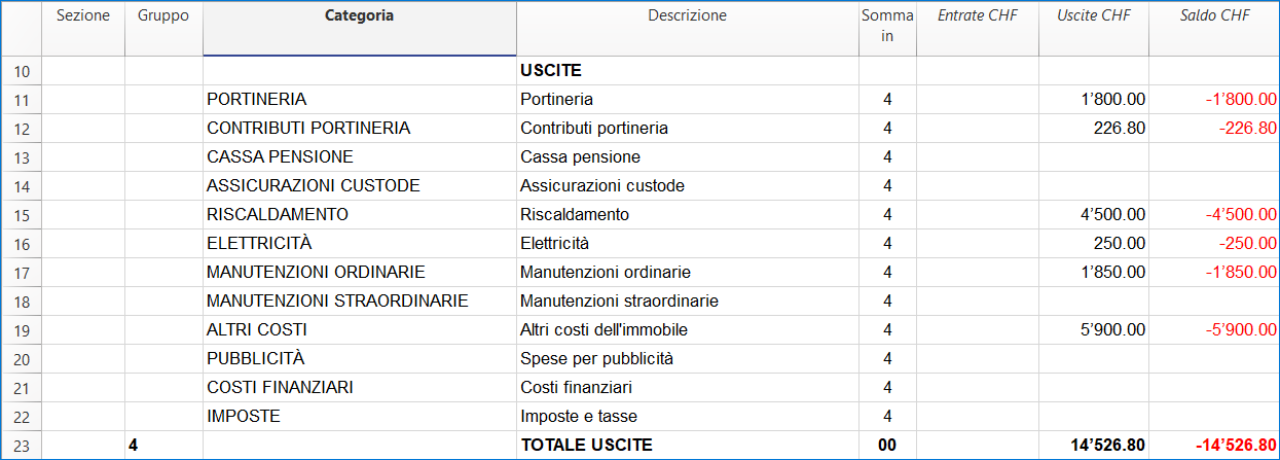 Sezione Gruppo Categoria Descrizione Somma in Entrate CHF Uscite CHF Saldo CHF
10 USCITE
11 PORTINERIA Portineria 4 1’800.00 -1’800.00
12 CONTRIBUTI PORTINERIA Contributi portineria 4 226.80 -226.80
13 CASSA PENSIONE Cassa pensione 4
14 ASSICURAZIONI CUSTODE Assicurazioni custode 4
15 RISCALDAMENTO Riscaldamento 4 4’500.00 -4’500.00
16 ELETTRICITÀ Elettricità 4 250.00 -250.00
17 MANUTENZIONI ORDINARIE Manutenzioni ordinarie 4 1’850.00 -1’850.00
18 MANUTENZIONI STRAORDINARIE Manutenzioni straordinarie 4
19 ALTRI COSTI Altri costi dell'immobile 4 5’900.00 -5’900.00
20 PUBBLICITÀ Spese per pubblicità 4
21 COSTI FINANZIARI Costi finanziari 4
22 IMPOSTE Imposte e tasse 4
23 4 TOTALE USCITE 00 14’526.80 -14’526.80